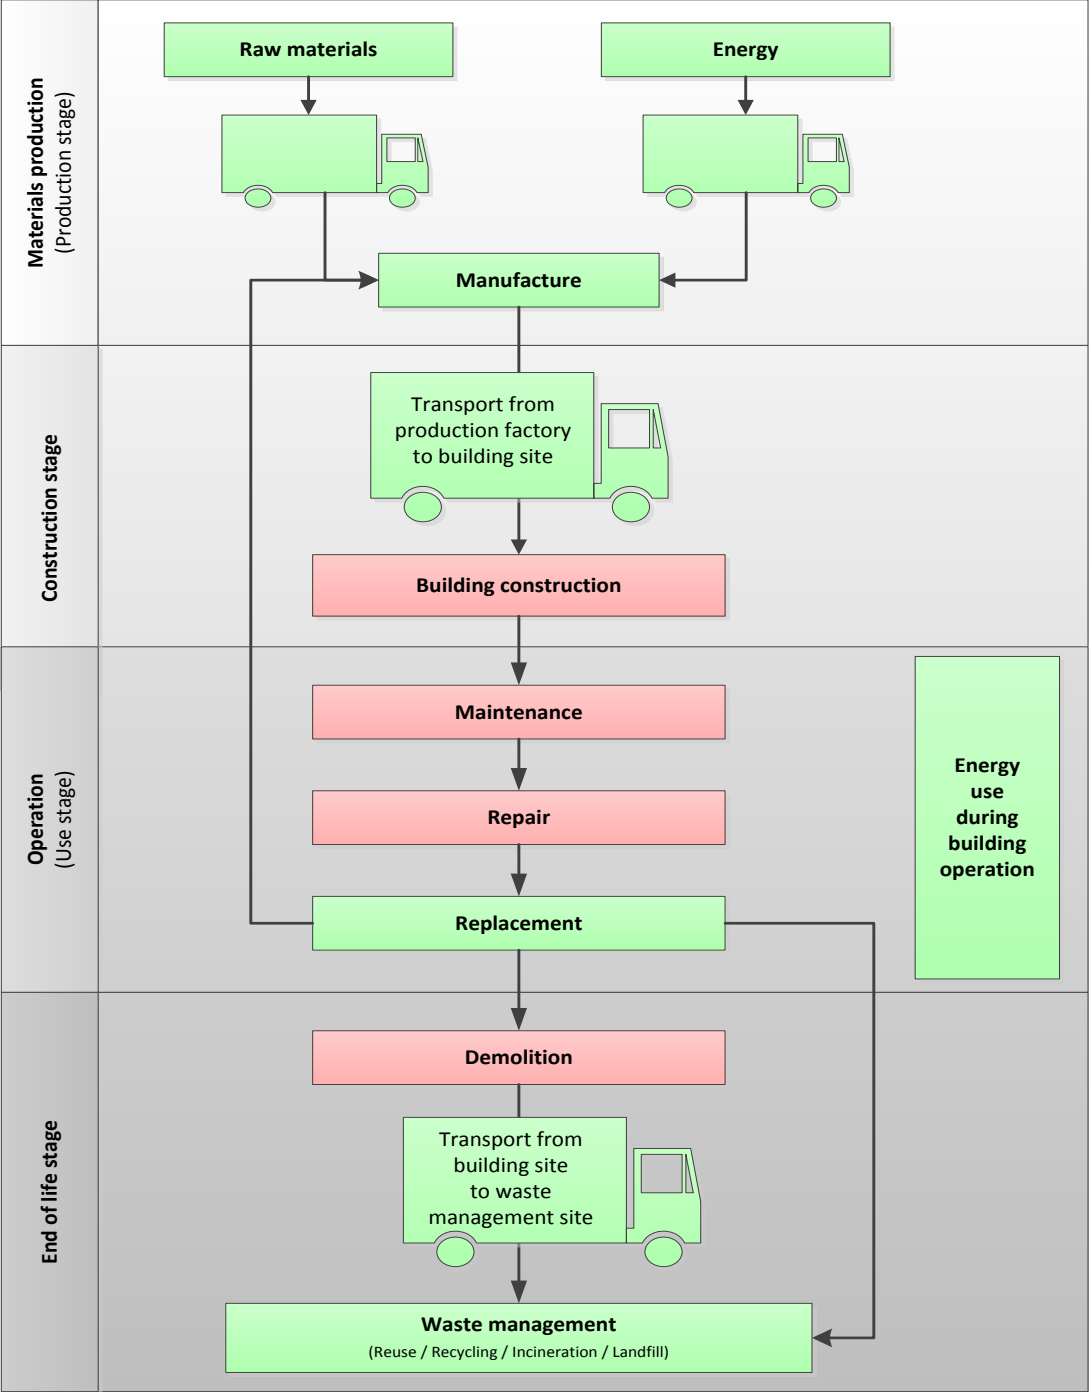 Materials production
(Production stage)
Raw materials
Energy
Manufacture
Construction stage
Transport from
production factory
to building site
Building construction
Operation
(Use stage)
Maintenance
Repair
Replacement
Energy
use
during
building
operation
End of life stage
Demolition
Transport from
building site
to waste
management site
Waste management
(Reuse / Recycling / Incineration / Landfill)